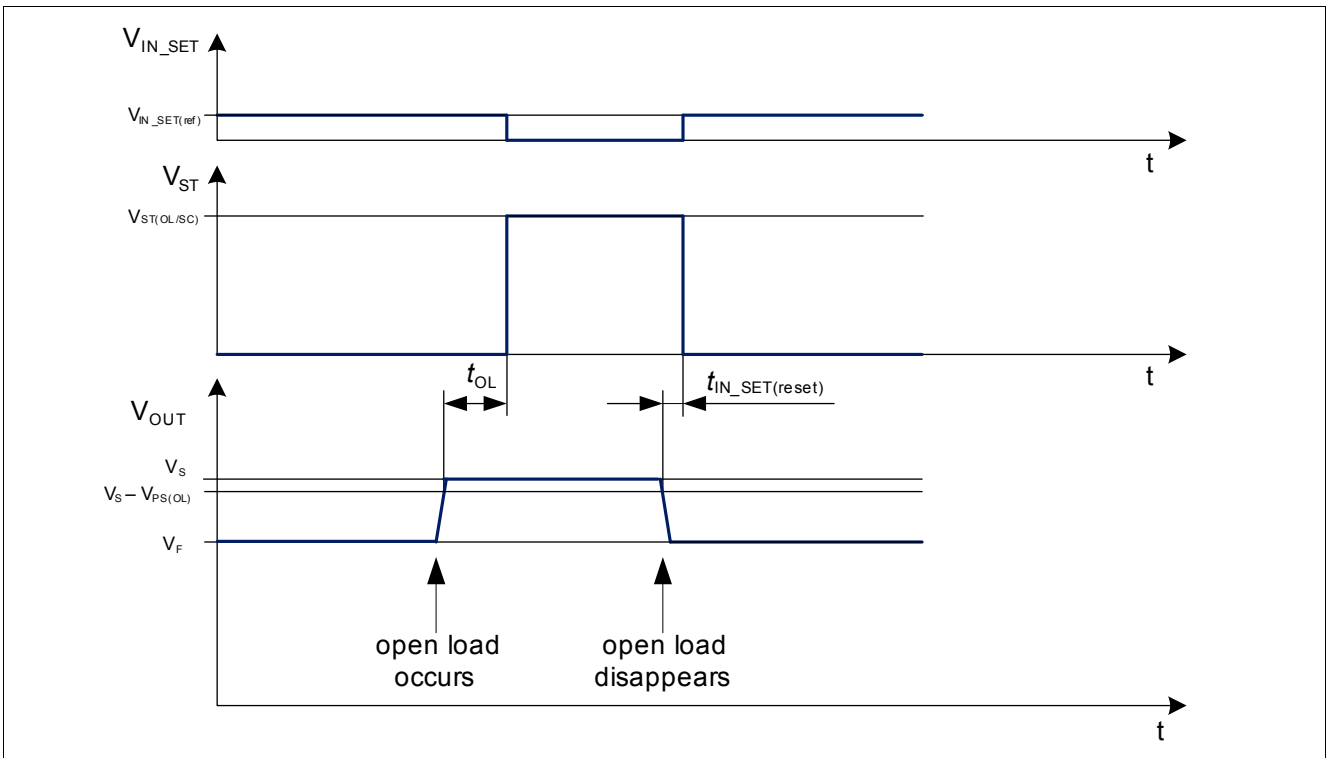 V_IN_SET
V_IN_SET(ref)
t
V_ST
V_ST(OL/SC)
t
t_OL
t_IN_SET(reset)
V_OUT
V_S
V_S – V_PS(OL)
V_F
open load
occurs
open load
disappears
t